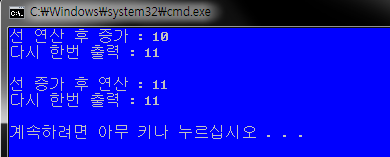 C:\Windows\system32\cmd.exe
선 연산 후 증가 : 10
다시 한번 출력 : 11
선 증가 후 연산 : 11
다시 한번 출력 : 11
계속하려면 아무 키나 누르십시오 . . .